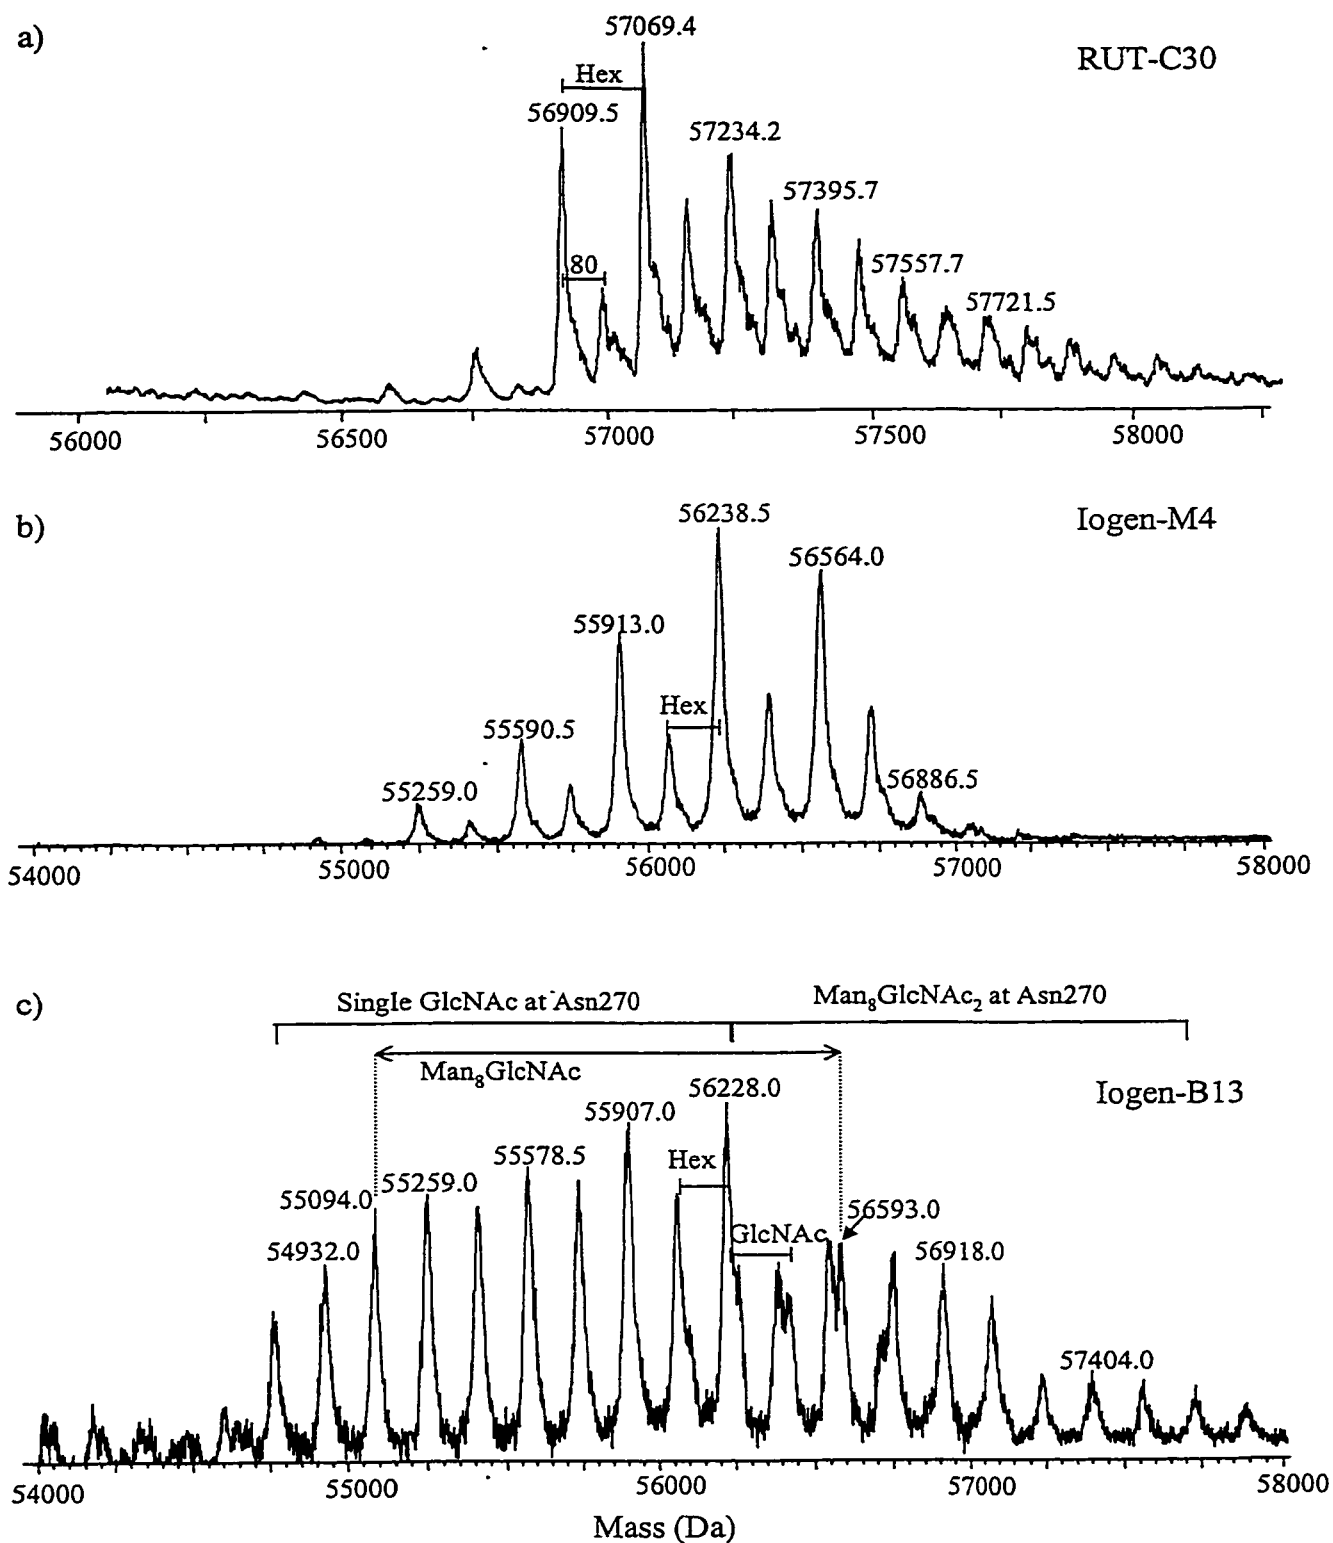 a)
RUT-C30
57069.4
Hex
56909.5
57234.2
57395.7
80
57557.7
57721.5
56000 56500 57000 57500 58000
b)
Iogen-M4
56238.5
56564.0
55913.0
Hex
55590.5
55259.0
56886.5
54000 55000 56000 57000 58000
c)
Single GlcNAc at Asn270
Man8GlcNAc2 at Asn270
Man8GlcNAc
Iogen-B13
56228.0
55907.0
55578.5
Hex
55094.0
55259.0
56593.0
GlcNAc
54932.0
56918.0
57404.0
54000 55000 56000 57000 58000
Mass (Da)